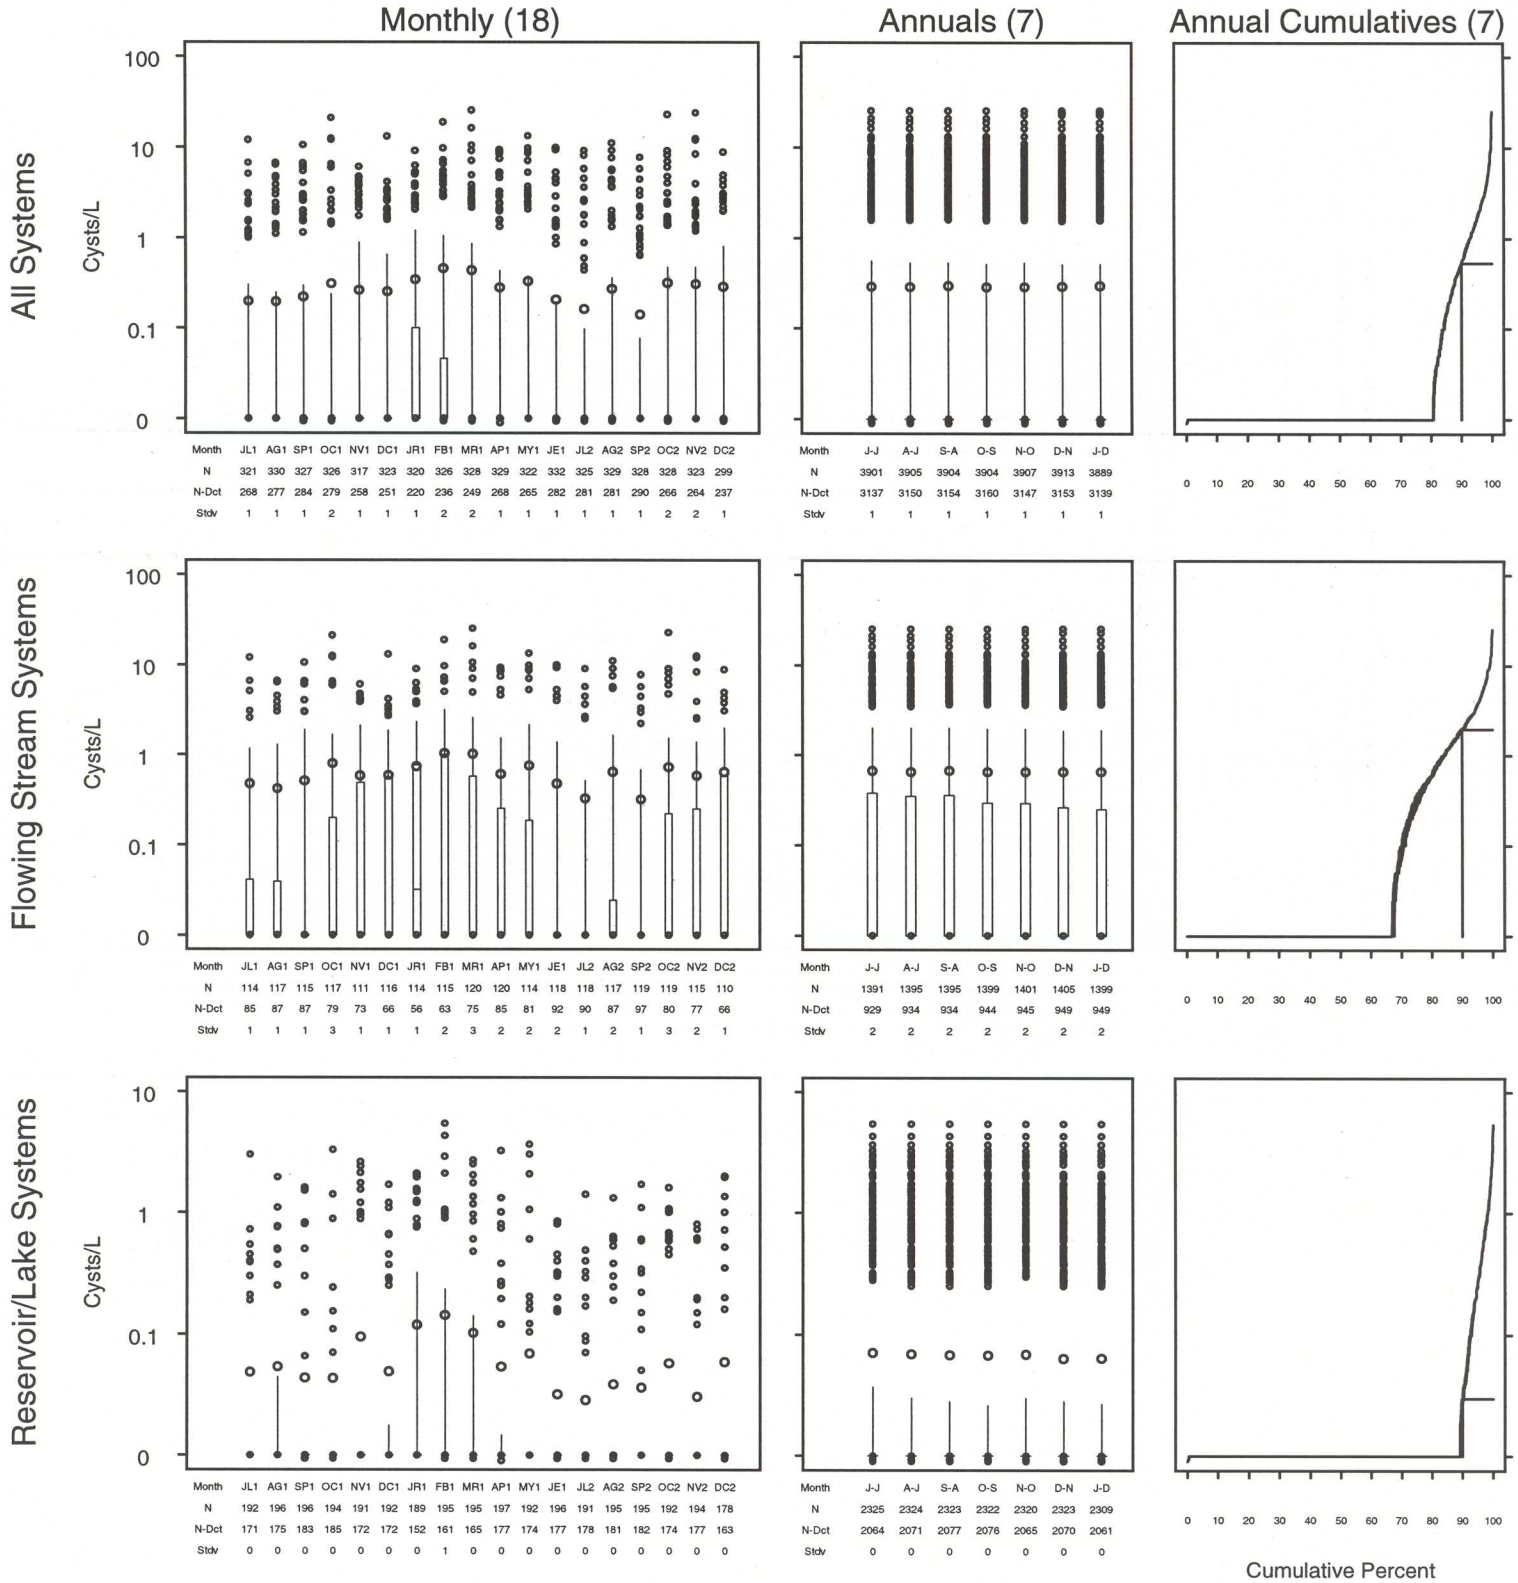 Monthly (18) Annuals (7) Annual Cumulatives (7)
All Systems
Cysts/L
100
10
1
0.1
0
Month JL1 AG1 SP1 OC1 NV1 DC1 JR1 FB1 MR1 AP1 MY1 JE1 JL2 AG2 SP2 OC2 NV2 DC2
N 321 330 327 326 317 323 320 326 328 329 322 332 325 329 328 328 323 299
N-Dct 268 277 284 279 258 251 220 236 249 268 265 282 281 281 290 266 264 237
Stdv 1 1 1 2 1 1 1 2 2 1 1 1 1 1 1 2 2 1
Month J-J A-J S-A O-S N-O D-N J-D
N 3901 3905 3904 3904 3907 3913 3889
N-Dct 3137 3150 3154 3160 3147 3153 3139
Stdv 1 1 1 1 1 1 1
0 10 20 30 40 50 60 70 80 90 100
Flowing Stream Systems
Cysts/L
100
10
1
0.1
0
Month JL1 AG1 SP1 OC1 NV1 DC1 JR1 FB1 MR1 AP1 MY1 JE1 JL2 AG2 SP2 OC2 NV2 DC2
N 114 117 115 117 111 116 114 115 120 120 114 118 118 117 119 119 115 110
N-Dct 85 87 87 79 73 66 56 63 75 85 81 92 90 87 97 80 77 66
Stdv 1 1 1 3 1 1 1 2 3 1 2 2 1 2 1 3 2 1
Month J-J A-J S-A O-S N-O D-N J-D
N 1391 1395 1395 1399 1401 1405 1399
N-Dct 929 934 934 944 945 949 949
Stdv 2 2 2 2 2 2 2
0 10 20 30 40 50 60 70 80 90 100
Reservoir/Lake Systems
Cysts/L
10
1
0.1
0
Month JL1 AG1 SP1 OC1 NV1 DC1 JR1 FB1 MR1 AP1 MY1 JE1 JL2 AG2 SP2 OC2 NV2 DC2
N 192 196 196 194 191 192 189 195 195 197 192 196 191 195 195 192 194 178
N-Dct 171 175 183 185 172 172 152 161 165 177 174 177 178 181 182 174 177 163
Stdv 0 0 0 0 0 0 0 1 0 0 0 0 0 0 0 0 0 0
Month J-J A-J S-A O-S N-O D-N J-D
N 2325 2324 2323 2322 2320 2323 2309
N-Dct 2064 2071 2077 2076 2065 2070 2061
Stdv 0 0 0 0 0 0 0
0 10 20 30 40 50 60 70 80 90 100
Cumulative Percent